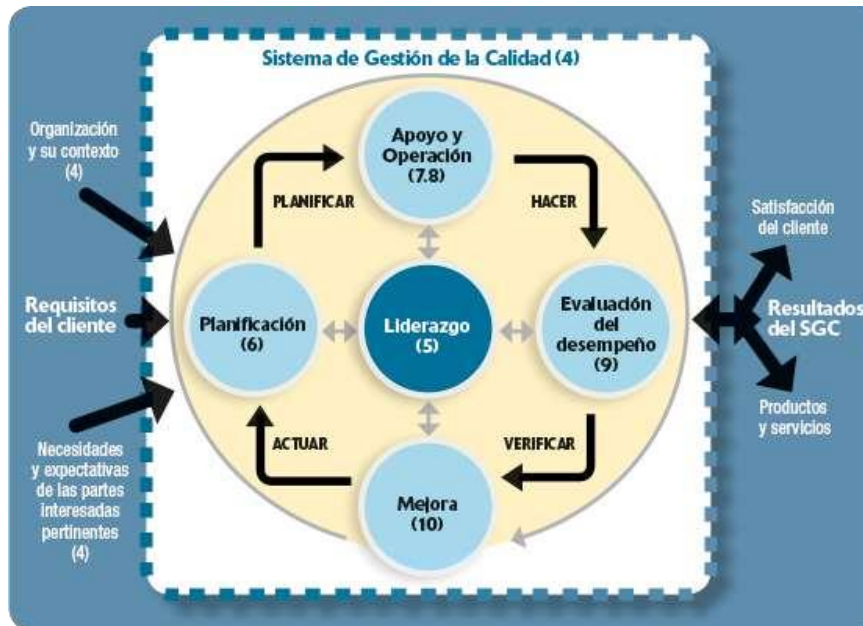 Sistema de Gestión de la Calidad (4)
Organización
y su contexto
(4)
Requisitos
del cliente
Necesidades
y expectativas
de las partes
interesadas
pertinentes
(4)
Apoyo y
Operación
(7.8)
PLANIFICAR
HACER
Planificación
(6)
Liderazgo
(5)
Evaluación
del
desempeño
(9)
ACTUAR
VERIFICAR
Mejora
(10)
Satisfacción
del cliente
Resultados
del SGC
Productos
y servicios